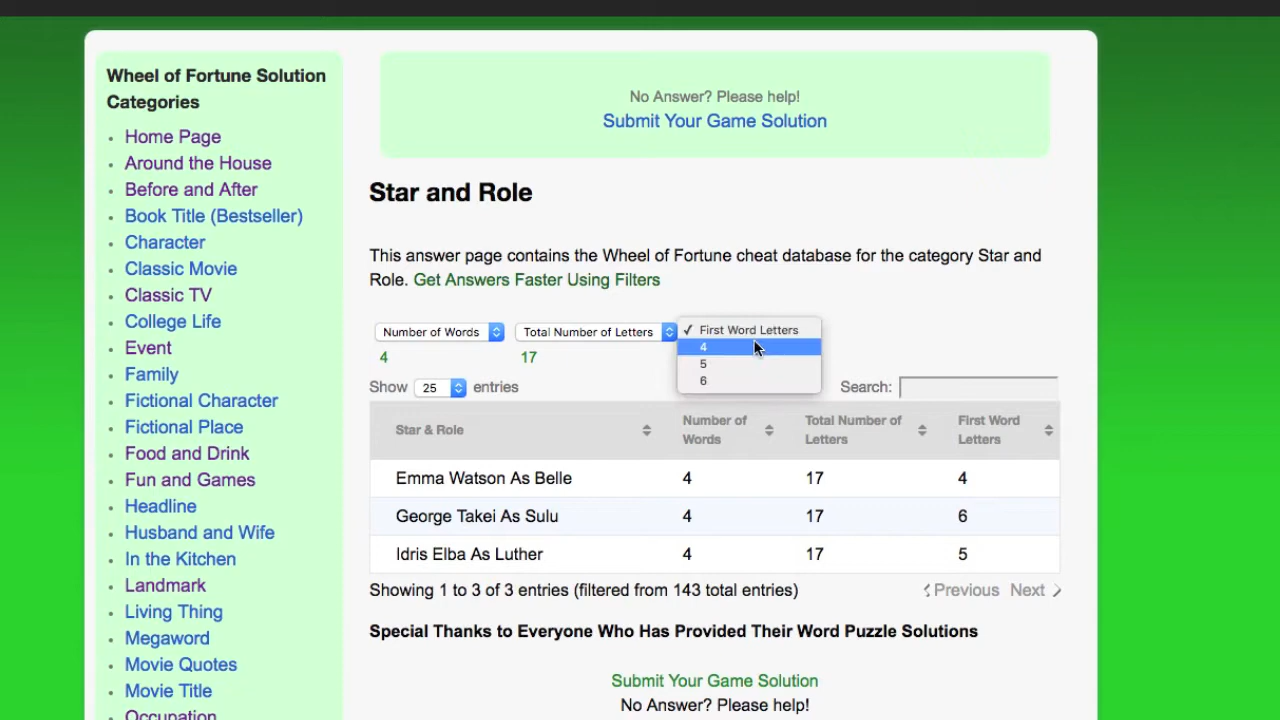 Wheel of Fortune Solution
Categories
Home Page
Around the House
Before and After
Book Title (Bestseller)
Character
Classic Movie
Classic TV
College Life
Event
Family
Fictional Character
Fictional Place
Food and Drink
Fun and Games
Headline
Husband and Wife
In the Kitchen
Landmark
Living Thing
Megaword
Movie Quotes
Movie Title
Occupation
No Answer? Please help!
Submit Your Game Solution
Star and Role
This answer page contains the Wheel of Fortune cheat database for the category Star and
Role. Get Answers Faster Using Filters
Number of Words Total Number of Letters ✓ First Word Letters
4
5
6
4 17
Show 25 entries Search:
Star & Role Number of Words Total Number of Letters First Word Letters
Emma Watson As Belle 4 17 4
George Takei As Sulu 4 17 6
Idris Elba As Luther 4 17 5
Showing 1 to 3 of 3 entries (filtered from 143 total entries) Previous Next
Special Thanks to Everyone Who Has Provided Their Word Puzzle Solutions
Submit Your Game Solution
No Answer? Please help!